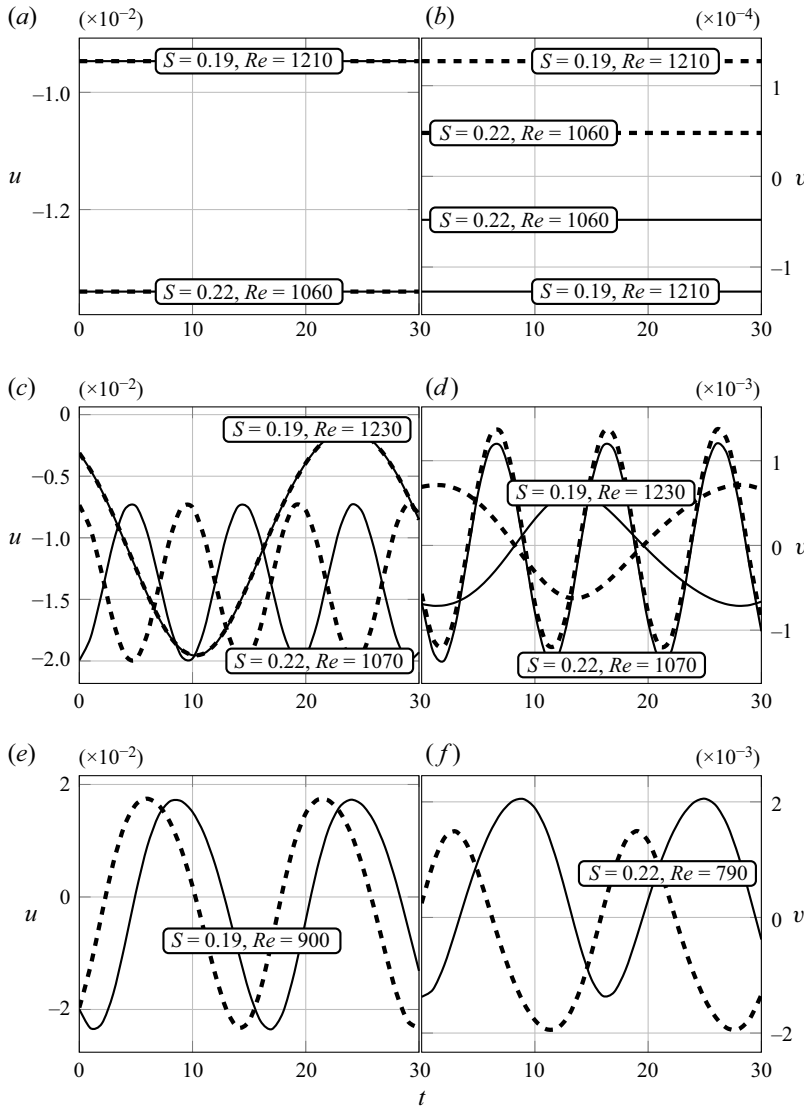 (a) (×10⁻²) (b) (×10⁻⁴)
S = 0.19, Re = 1210 S = 0.19, Re = 1210
1
−1.0
S = 0.22, Re = 1060
u 0 v
−1.2
S = 0.22, Re = 1060
−1
S = 0.22, Re = 1060 S = 0.19, Re = 1210
0 10 20 30 0 10 20 30
(c) (×10⁻²) (d) (×10⁻³)
0
S = 0.19, Re = 1230
1
−0.5
S = 0.19, Re = 1230
u −1.0 0 v
−1.5
−1
−2.0 S = 0.22, Re = 1070 S = 0.22, Re = 1070
0 10 20 30 0 10 20 30
(e) (×10⁻²) (f) (×10⁻³)
2 2
S = 0.22, Re = 790
u 0 0 v
S = 0.19, Re = 900
−2 −2
0 10 20 30 10 20 30
t